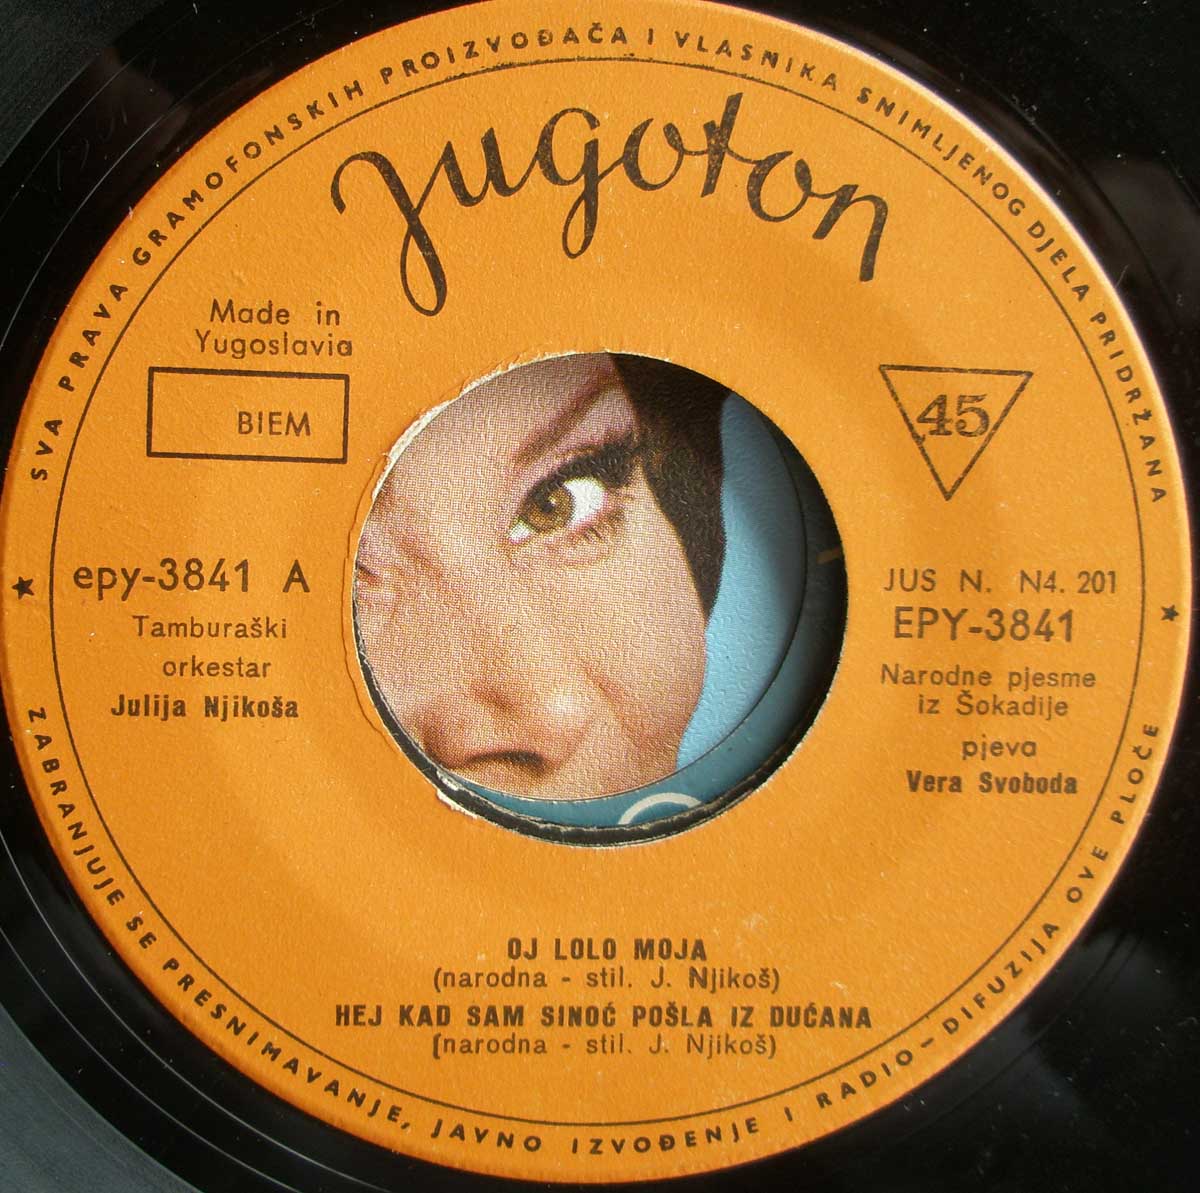 SVA PRAVA GRAMOFONSKIH PROIZVOĐAČA I VLASNIKA SNIMLJENOG DJELA PRIDRŽANA
Jugoton
Made in
Yugoslavia
BIEM
45
epy-3841 A
Tamburaški
orkestar
Julija Njikoša
JUS N. N4. 201
EPY-3841
Narodne pjesme
iz Šokadije
pjeva
Vera Svoboda
OJ LOLO MOJA
(narodna - stil. J. Njikoš)
HEJ KAD SAM SINOĆ POŠLA IZ DUĆANA
(narodna - stil. J. Njikoš)
ZABRANJUJE SE PRESNIMAVANJE, JAVNO IZVOĐENJE I RADIO-DIFUZIJA OVE PLOČE